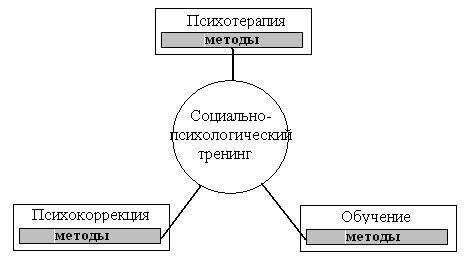 Психотерапия
методы
Социально-
психологический
тренинг
Психокоррекция
методы
Обучение
методы